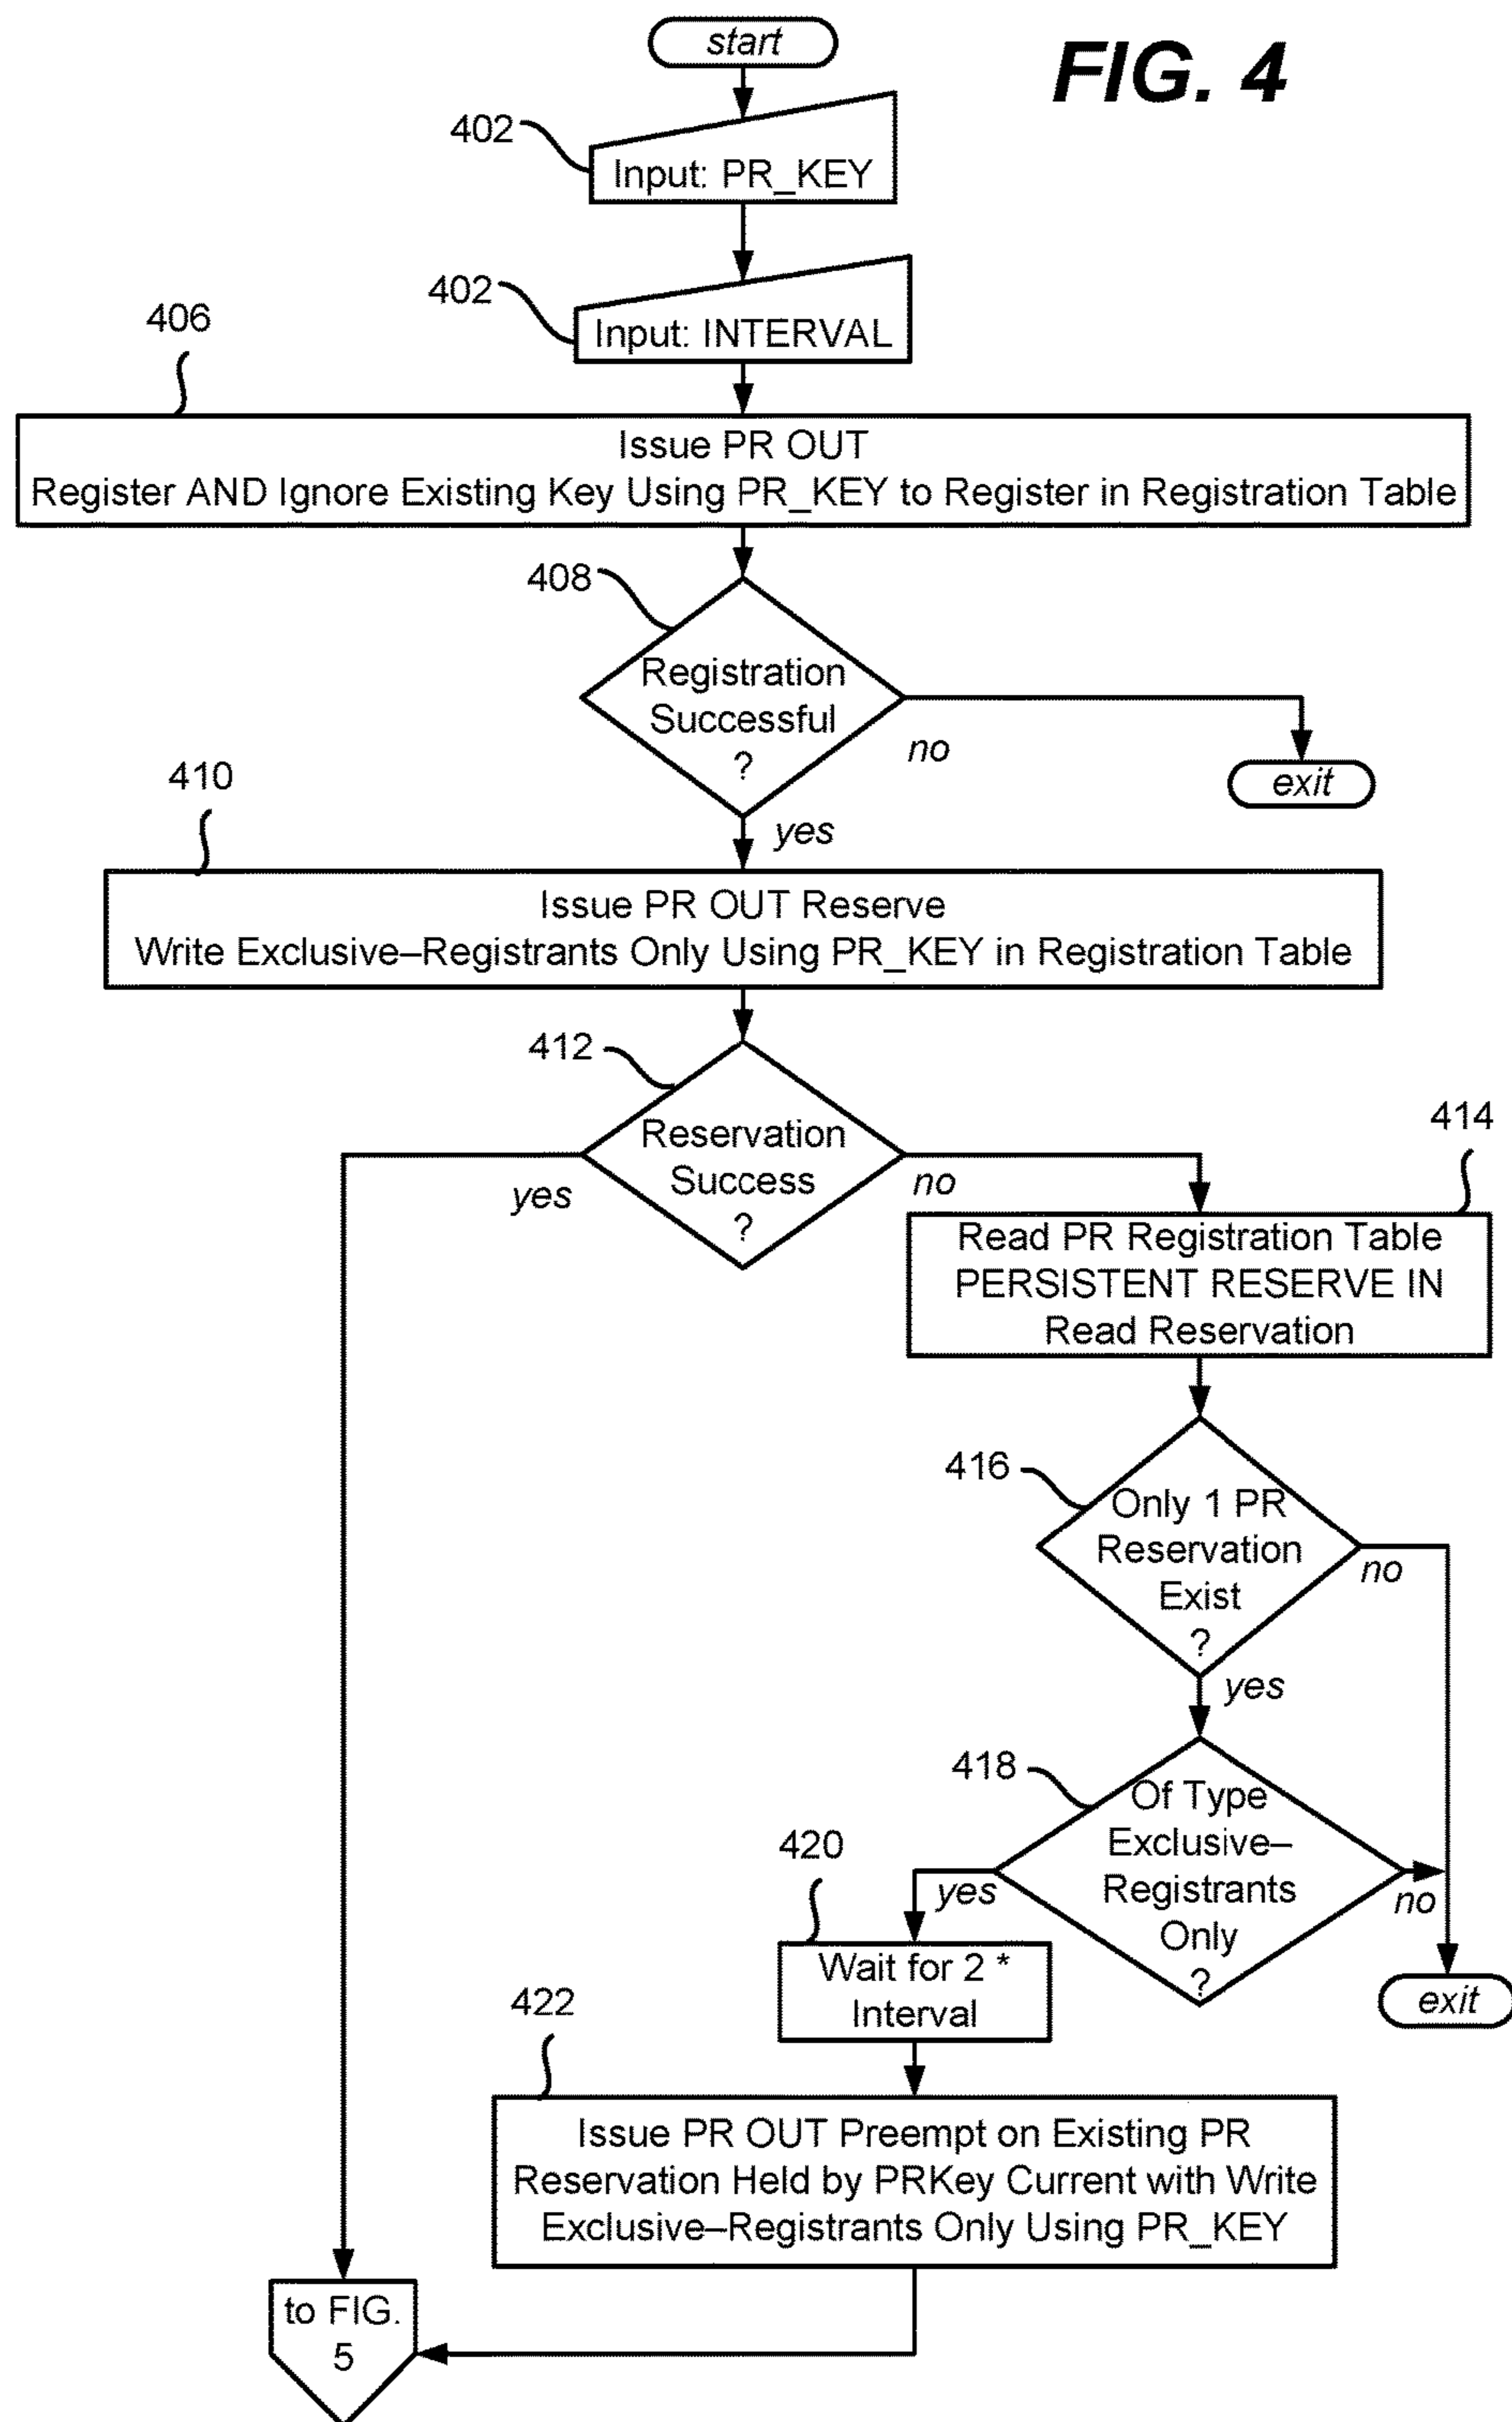 start
FIG. 4
402
Input: PR_KEY
402
Input: INTERVAL
406
Issue PR OUT
Register AND Ignore Existing Key Using PR_KEY to Register in Registration Table
408
Registration
Successful
?
no
exit
yes
410
Issue PR OUT Reserve
Write Exclusive–Registrants Only Using PR_KEY in Registration Table
412
Reservation
Success
?
yes
no
414
Read PR Registration Table
PERSISTENT RESERVE IN
Read Reservation
416
Only 1 PR
Reservation
Exist
?
no
yes
418
Of Type
Exclusive–
Registrants
Only
?
yes
no
exit
420
Wait for 2 *
Interval
422
Issue PR OUT Preempt on Existing PR
Reservation Held by PRKey Current with Write
Exclusive–Registrants Only Using PR_KEY
to FIG.
5